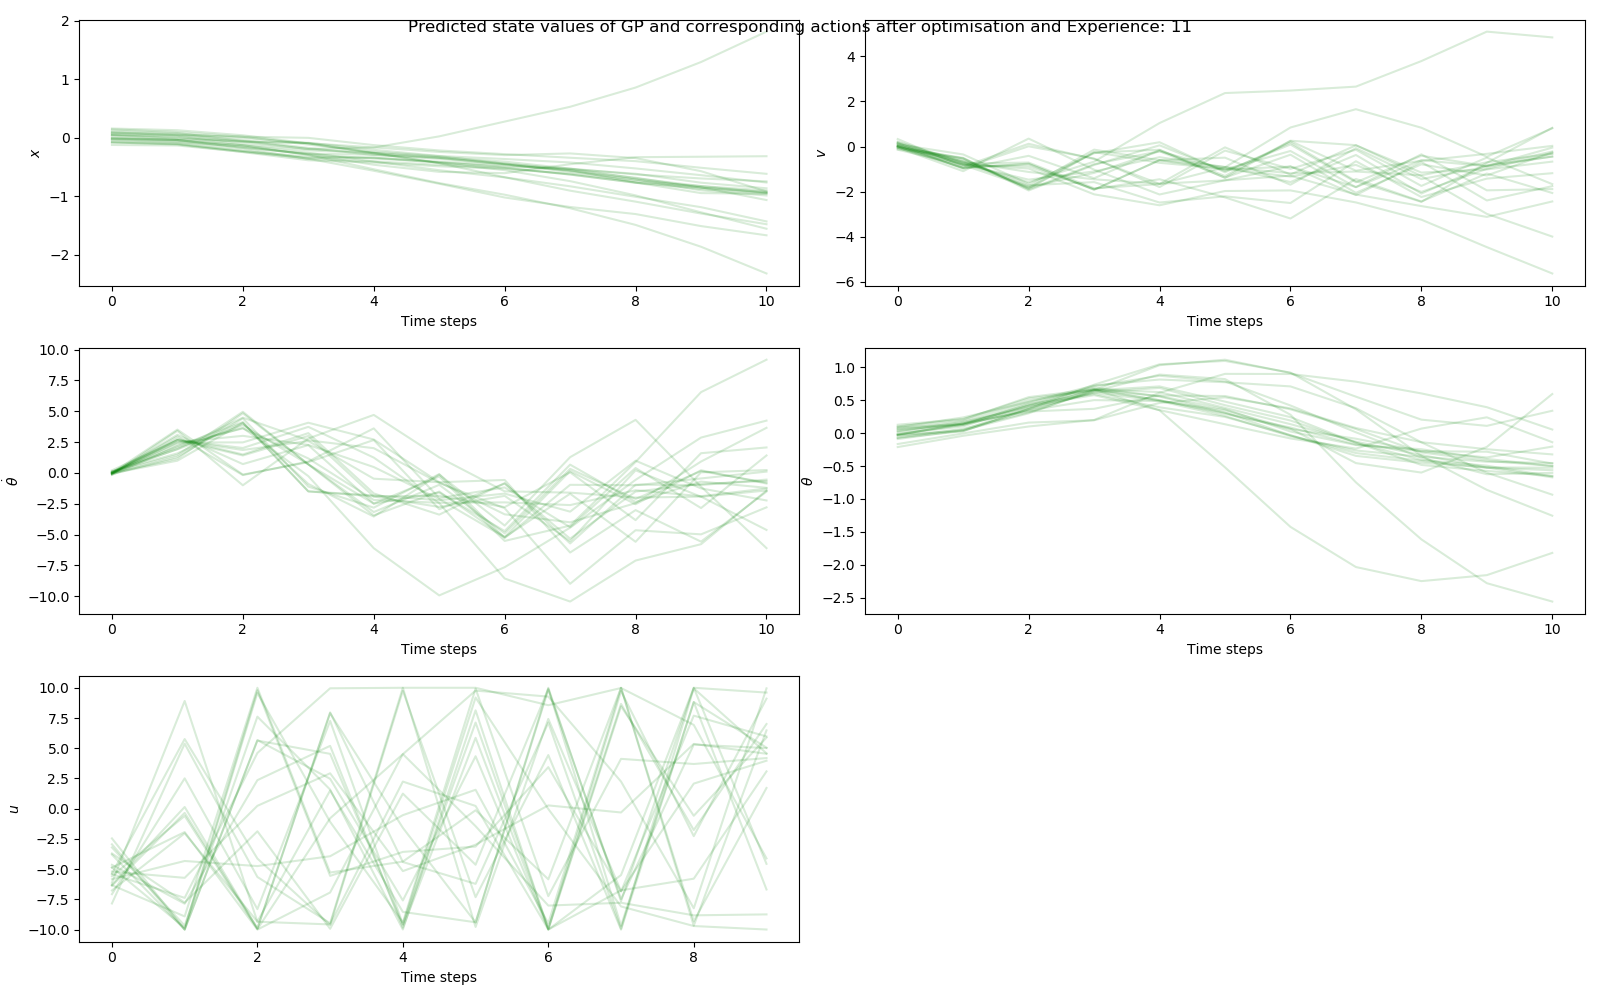 Predicted state values of GP and corresponding actions after optimisation and Experience: 11
2
1
0
−1
−2
x
0 2 4 6 8 10
Time steps
4
2
0
−2
−4
−6
v
0 2 4 6 8 10
Time steps
10.0
7.5
5.0
2.5
0.0
−2.5
−5.0
−7.5
−10.0
θ̇
0 2 4 6 8 10
Time steps
1.0
0.5
0.0
−0.5
−1.0
−1.5
−2.0
−2.5
θ
0 2 4 6 8 10
Time steps
10.0
7.5
5.0
2.5
0.0
−2.5
−5.0
−7.5
−10.0
u
0 2 4 6 8
Time steps